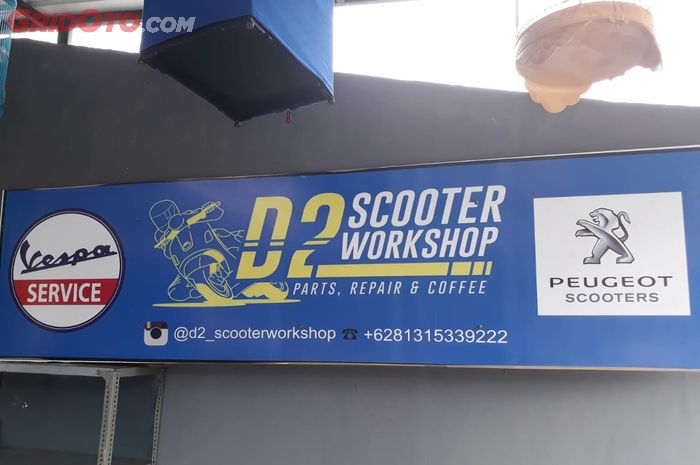 GRIDOTO.COM
Vespa
SERVICE
D2 SCOOTER
WORKSHOP
PARTS, REPAIR & COFFEE
@d2_scooterworkshop ☎ +6281315339222
PEUGEOT
SCOOTERS